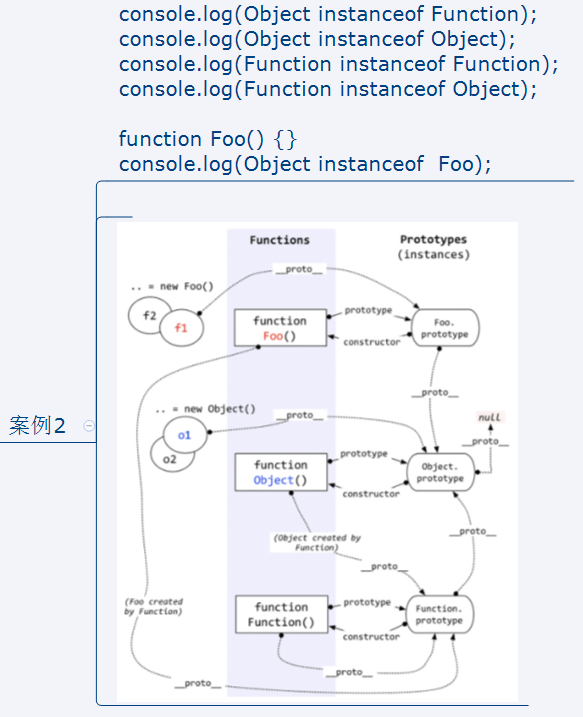 console.log(Object instanceof Function);
console.log(Object instanceof Object);
console.log(Function instanceof Function);
console.log(Function instanceof Object);
function Foo() {}
console.log(Object instanceof  Foo);
案例2
Functions
Prototypes
(instances)
__proto__
.. = new Foo()
f2
f1
function
Foo()
prototype
constructor
Foo.
prototype
__proto__
null
__proto__
.. = new Object()
__proto__
o1
o2
function
Object()
prototype
constructor
Object.
prototype
(Object created by
Function)
__proto__
__proto__
(Foo created
by Function)
function
Function()
prototype
constructor
Function.
prototype
__proto__
__proto__